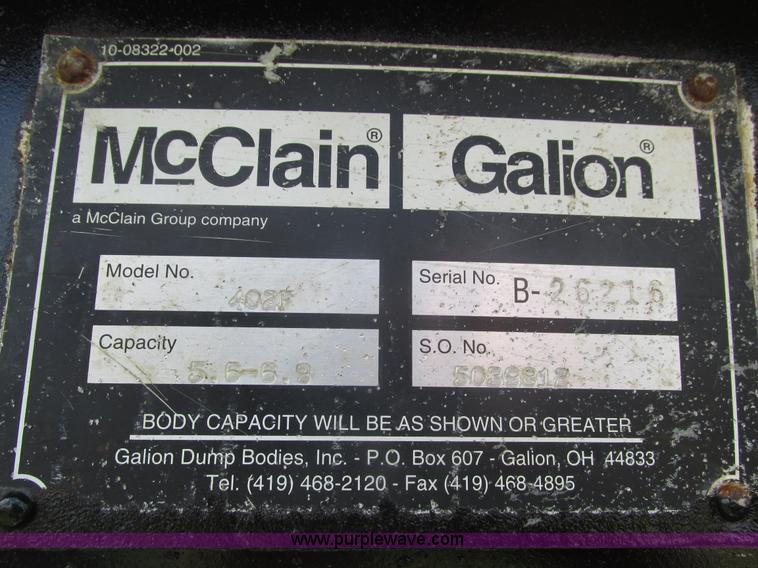 10-08322-002
McClain® Galion®
a McClain Group company
Model No. 402F
Serial No. B-26216
Capacity 5.6-6.9
S.O. No.
BODY CAPACITY WILL BE AS SHOWN OR GREATER
Galion Dump Bodies, Inc. - P.O. Box 607 - Galion, OH 44833
Tel. (419) 468-2120 - Fax (419) 468-4895
www.purplewave.com